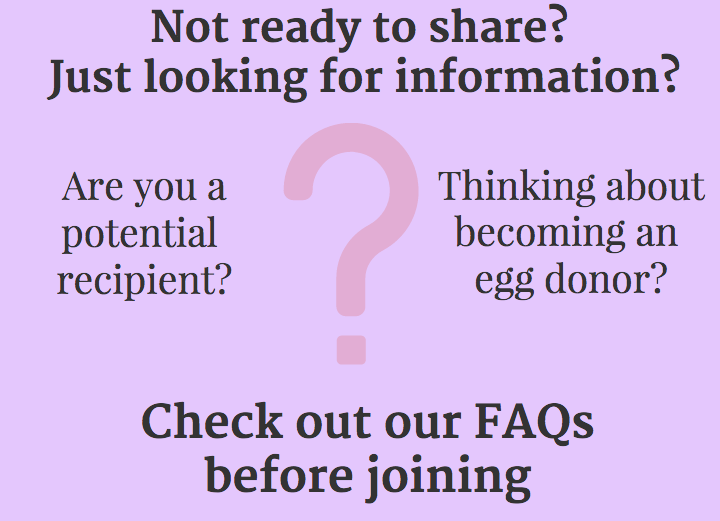 Not ready to share?
Just looking for information?
Are you a
potential
recipient?
Thinking about
becoming an
egg donor?
Check out our FAQs
before joining